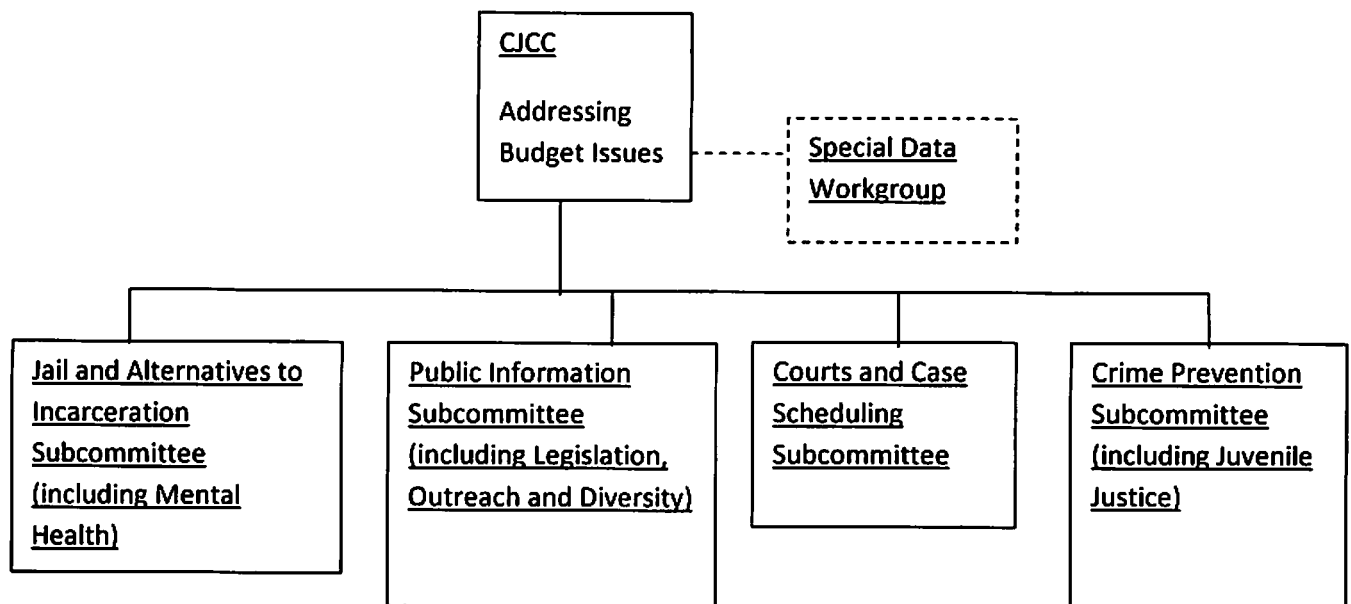 CJCC
Addressing
Budget Issues
Special Data
Workgroup
Jail and Alternatives to
Incarceration
Subcommittee
(including Mental
Health)
Public Information
Subcommittee
(including Legislation,
Outreach and Diversity)
Courts and Case
Scheduling
Subcommittee
Crime Prevention
Subcommittee
(including Juvenile
Justice)